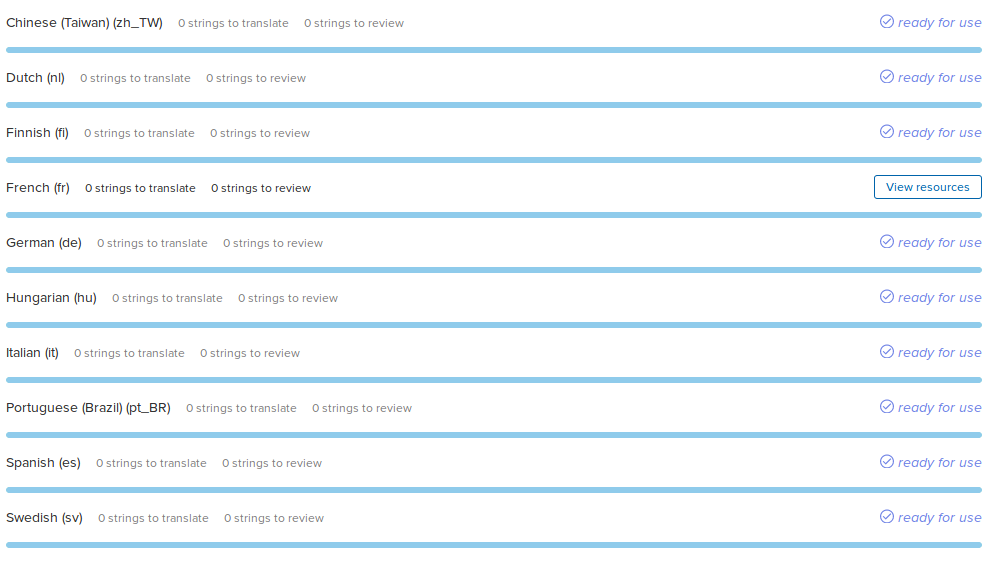 Chinese (Taiwan) (zh_TW) 0 strings to translate 0 strings to review ready for use
Dutch (nl) 0 strings to translate 0 strings to review ready for use
Finnish (fi) 0 strings to translate 0 strings to review ready for use
French (fr) 0 strings to translate 0 strings to review View resources
German (de) 0 strings to translate 0 strings to review ready for use
Hungarian (hu) 0 strings to translate 0 strings to review ready for use
Italian (it) 0 strings to translate 0 strings to review ready for use
Portuguese (Brazil) (pt_BR) 0 strings to translate 0 strings to review ready for use
Spanish (es) 0 strings to translate 0 strings to review ready for use
Swedish (sv) 0 strings to translate 0 strings to review ready for use